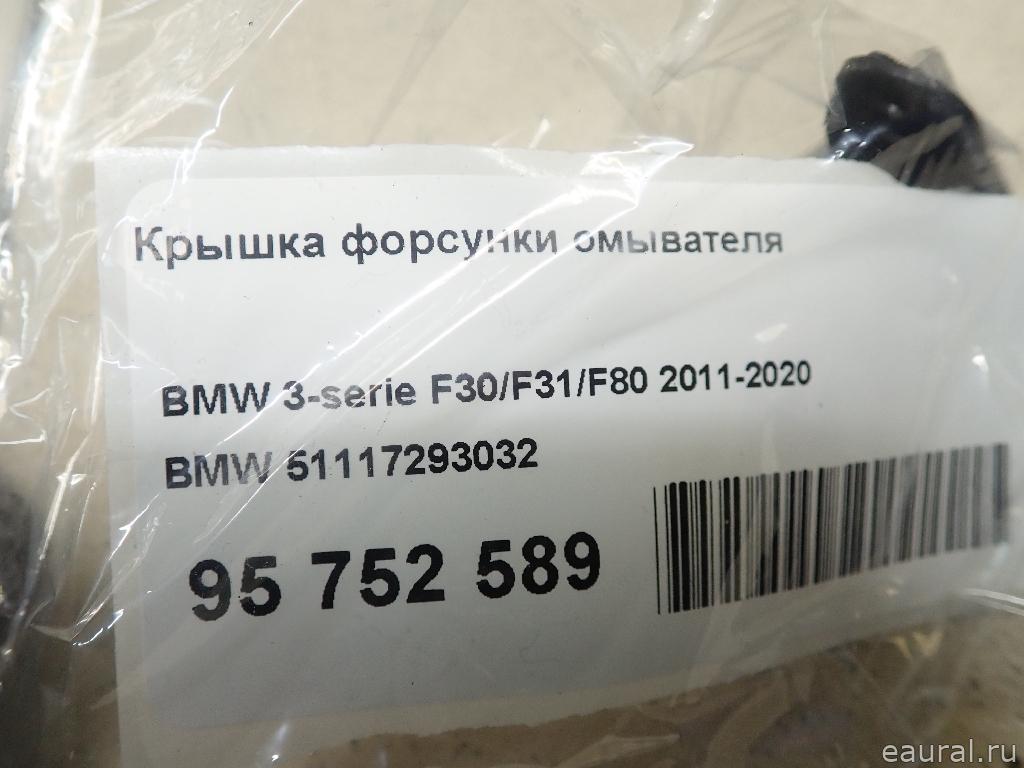 Крышка форсунки омывателя
BMW 3-serie F30/F31/F80 2011-2020
BMW 51117293032
95 752 589
eaural.ru